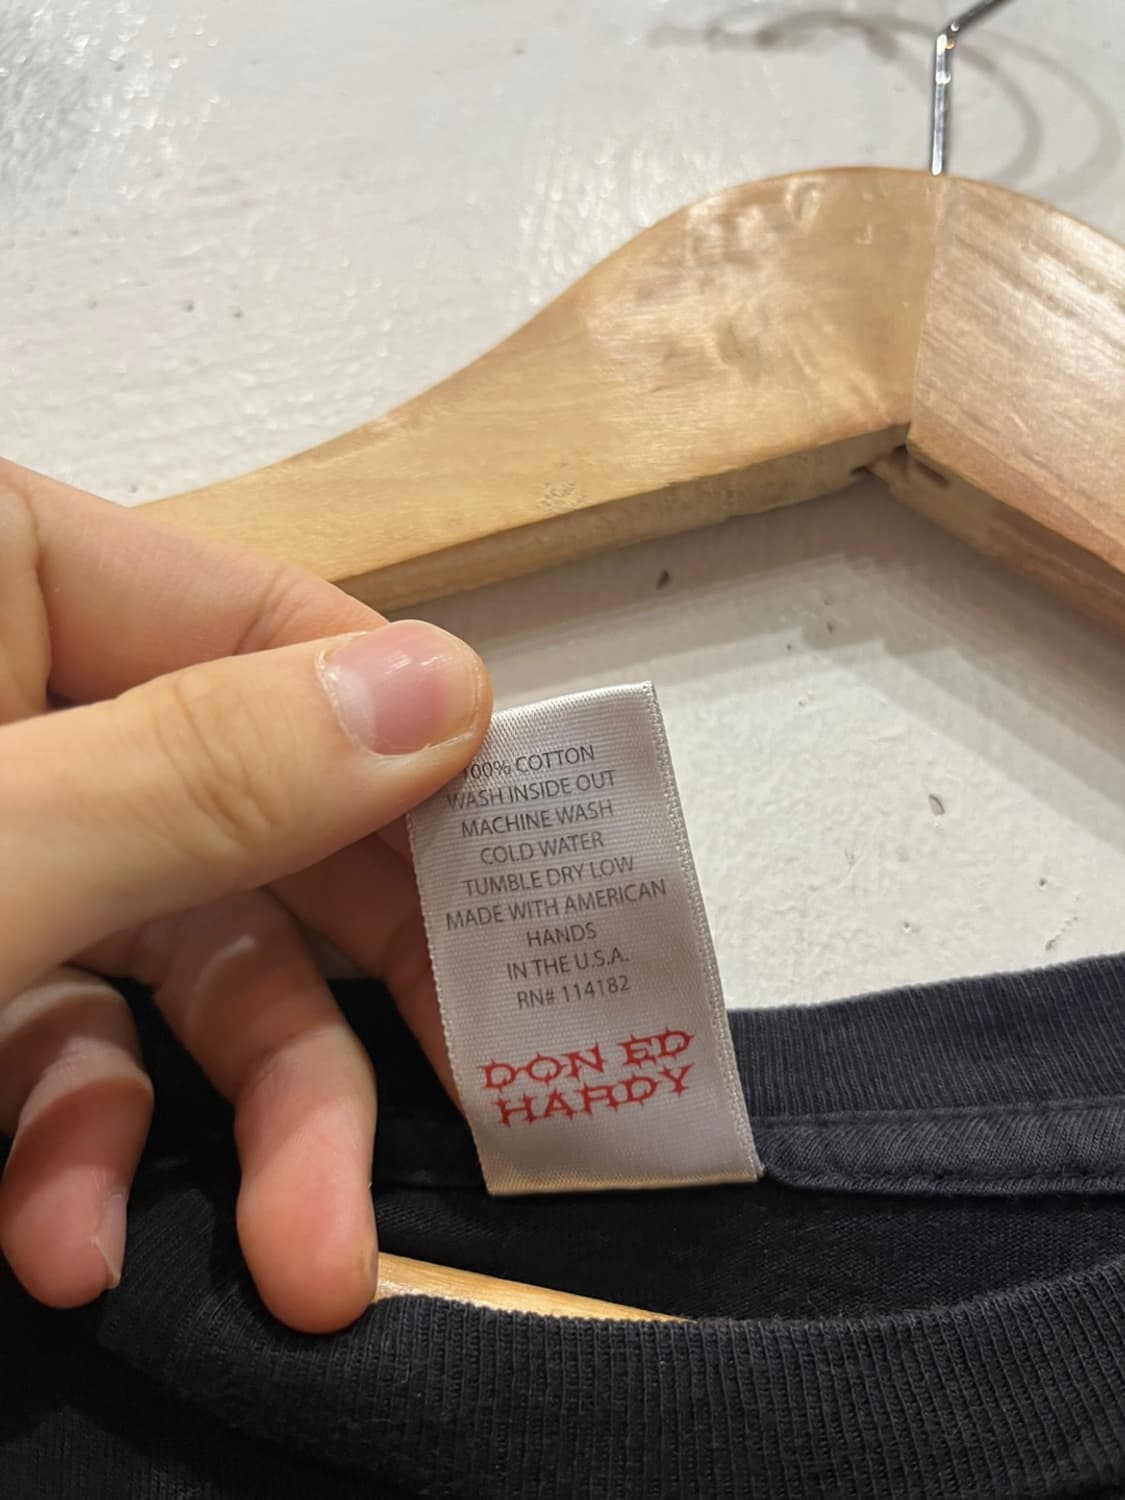 100% COTTON
WASH INSIDE OUT
MACHINE WASH
COLD WATER
TUMBLE DRY LOW
MADE WITH AMERICAN
HANDS
IN THE U.S.A.
RN# 114182
DON ED
HARDY